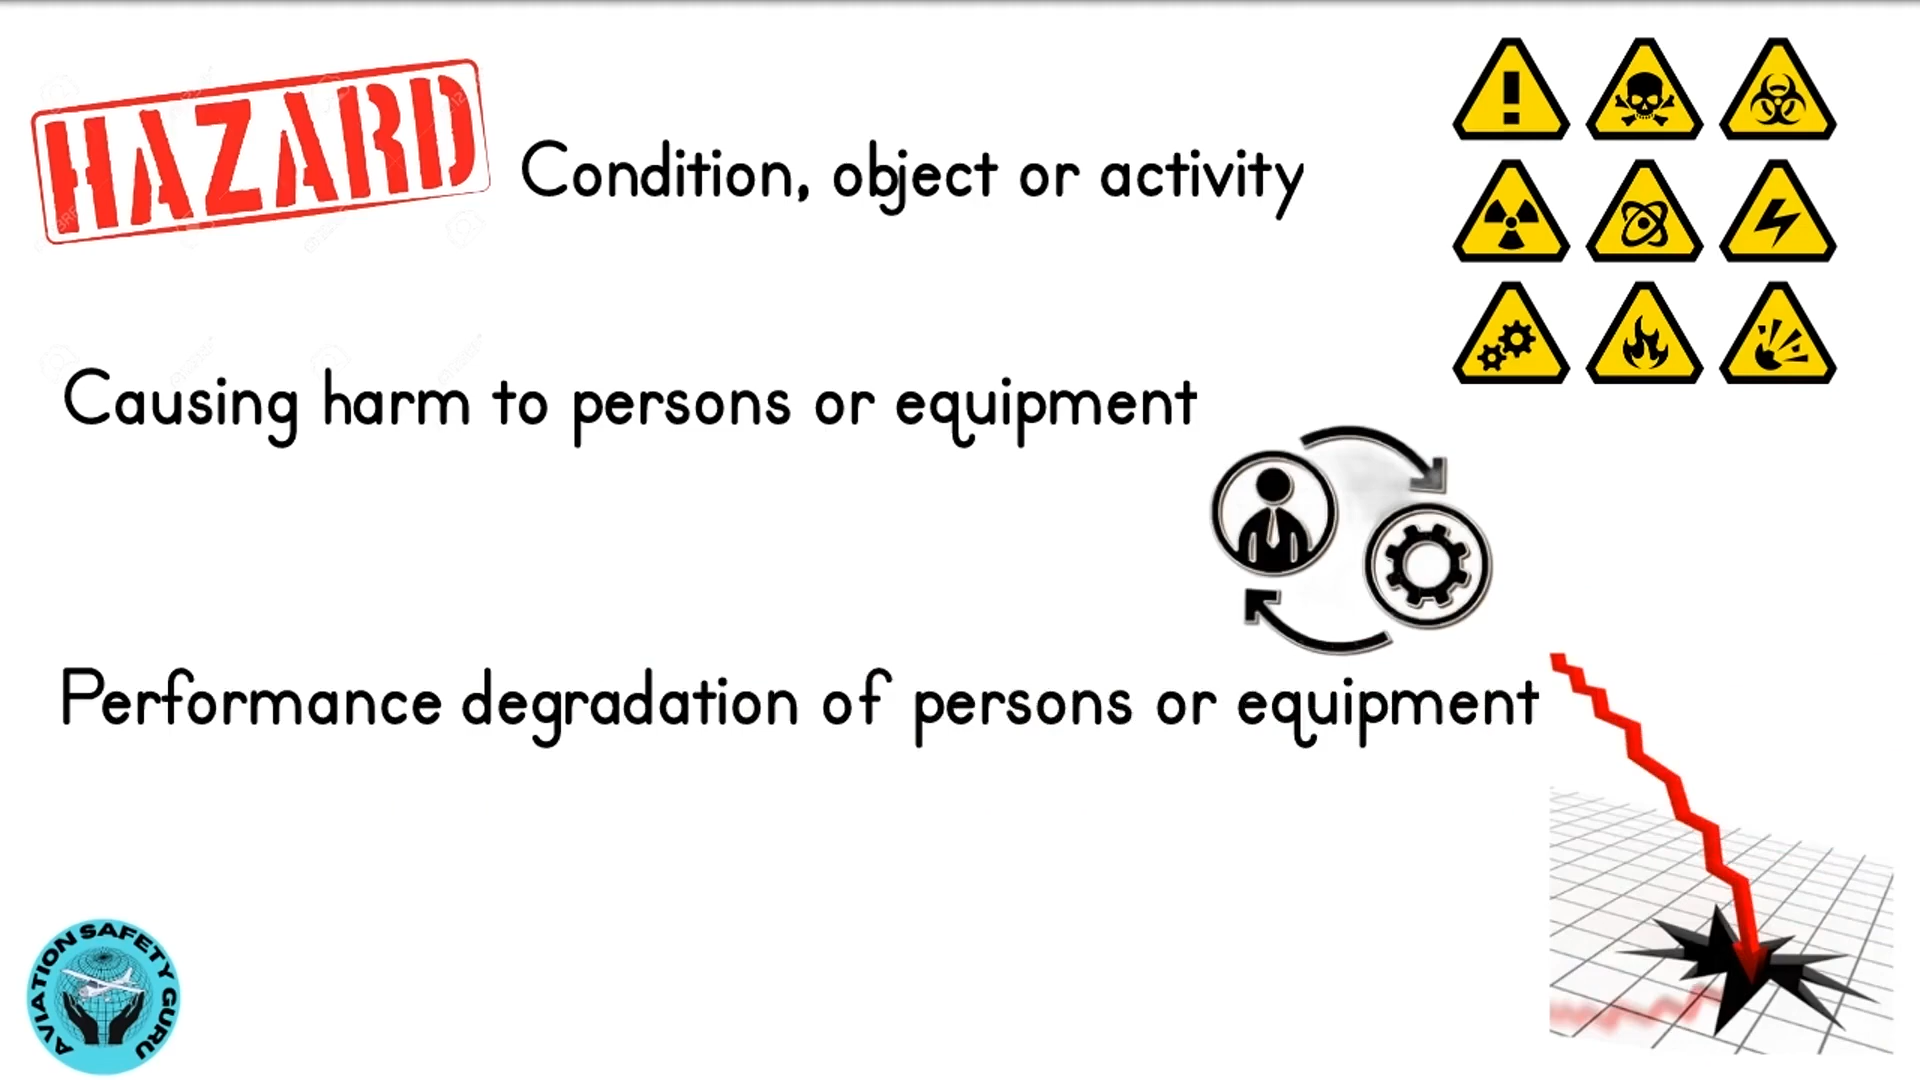 HAZARD
Condition, object or activity
Causing harm to persons or equipment
Performance degradation of persons or equipment
AVIATION SAFETY GURU